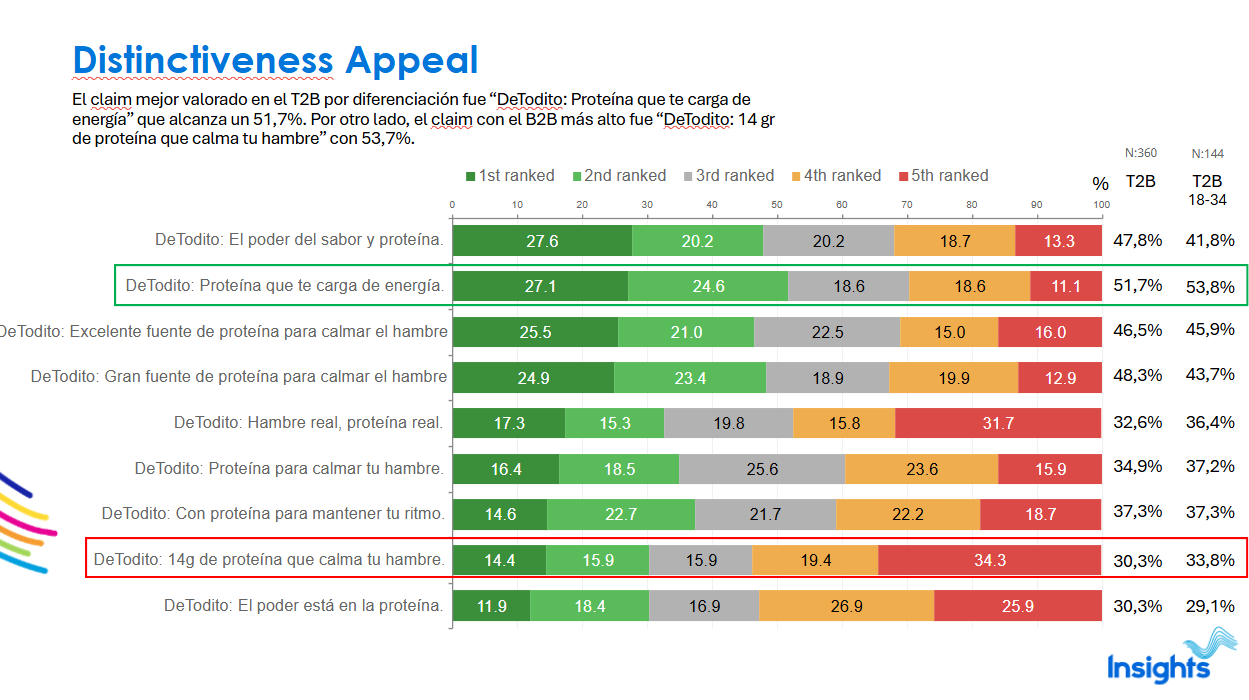 Distinctiveness Appeal
El claim mejor valorado en el T2B por diferenciación fue “DeTodito: Proteína que te carga de
energía” que alcanza un 51,7%. Por otro lado, el claim con el B2B más alto fue “DeTodito: 14 gr
de proteína que calma tu hambre” con 53,7%.
N:360 N:144
1st ranked 2nd ranked 3rd ranked 4th ranked 5th ranked
% T2B T2B
18-34
0 10 20 30 40 50 60 70 80 90 100
DeTodito: El poder del sabor y proteína. 27.6 20.2 20.2 18.7 13.3 47,8% 41,8%
DeTodito: Proteína que te carga de energía. 27.1 24.6 18.6 18.6 11.1 51,7% 53,8%
DeTodito: Excelente fuente de proteína para calmar el hambre 25.5 21.0 22.5 15.0 16.0 46,5% 45,9%
DeTodito: Gran fuente de proteína para calmar el hambre 24.9 23.4 18.9 19.9 12.9 48,3% 43,7%
DeTodito: Hambre real, proteína real. 17.3 15.3 19.8 15.8 31.7 32,6% 36,4%
DeTodito: Proteína para calmar tu hambre. 16.4 18.5 25.6 23.6 15.9 34,9% 37,2%
DeTodito: Con proteína para mantener tu ritmo. 14.6 22.7 21.7 22.2 18.7 37,3% 37,3%
DeTodito: 14g de proteína que calma tu hambre. 14.4 15.9 15.9 19.4 34.3 30,3% 33,8%
DeTodito: El poder está en la proteína. 11.9 18.4 16.9 26.9 25.9 30,3% 29,1%
Insights